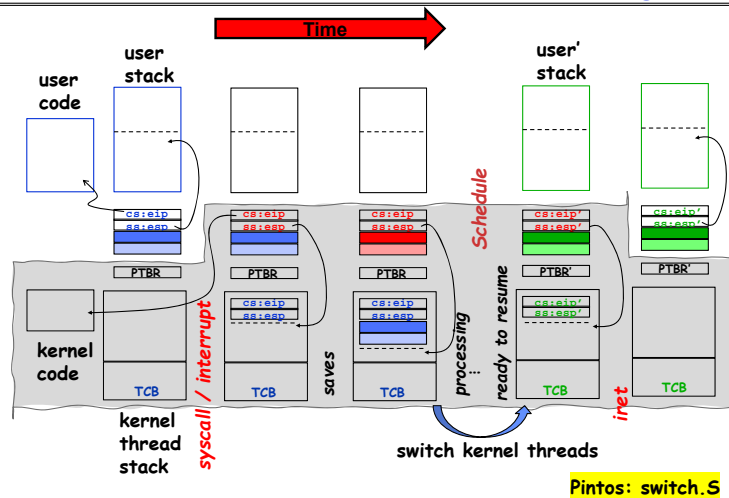 Time
user
code
user
stack
user'
stack
cs:eip
ss:esp
PTBR
cs:eip
ss:esp
PTBR
cs:eip
ss:esp
PTBR
cs:eip'
ss:esp'
PTBR'
cs:eip'
ss:esp'
PTBR'
cs:eip
ss:esp
cs:eip
ss:esp
cs:eip'
ss:esp'
kernel
code
TCB
TCB
TCB
TCB
TCB
kernel
thread
stack
syscall / interrupt
saves
processing
...
ready to resume
Schedule
iret
switch kernel threads
Pintos: switch.S